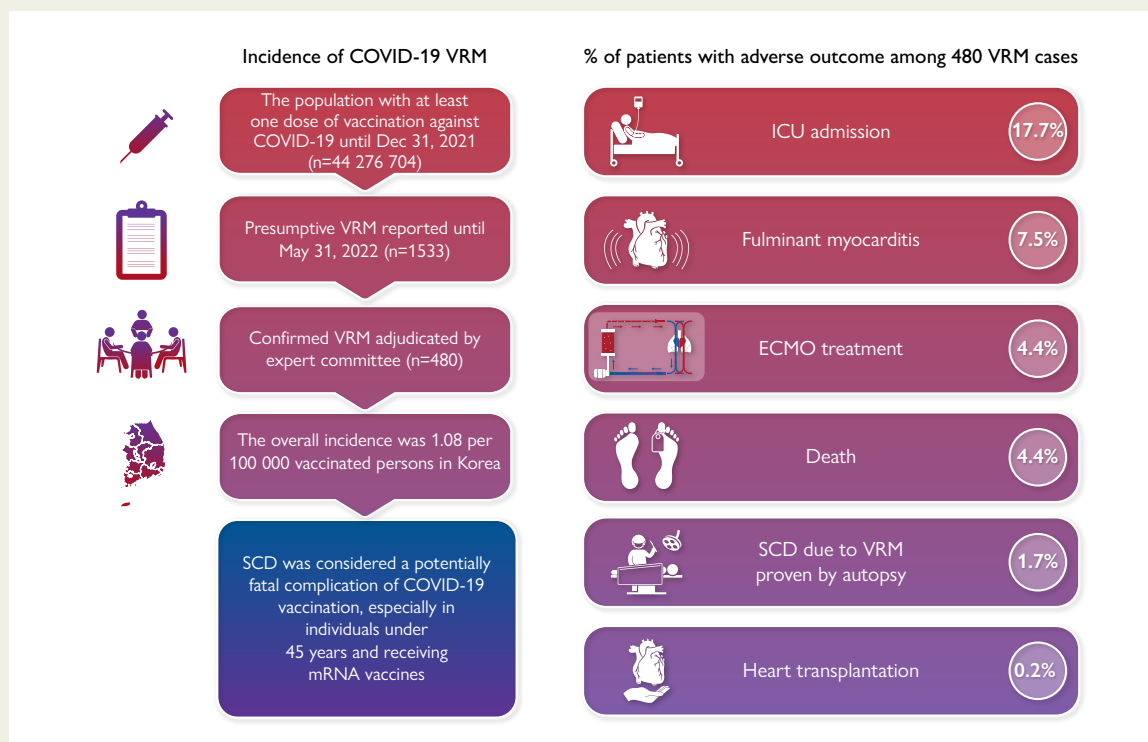 Incidence of COVID-19 VRM
The population with at least
one dose of vaccination against
COVID-19 until Dec 31, 2021
(n=44 276 704)
Presumptive VRM reported until
May 31, 2022 (n=1533)
Confirmed VRM adjudicated by
expert committee (n=480)
The overall incidence was 1.08 per
100 000 vaccinated persons in Korea
SCD was considered a potentially
fatal complication of COVID-19
vaccination, especially in
individuals under
45 years and receiving
mRNA vaccines
% of patients with adverse outcome among 480 VRM cases
ICU admission
17.7%
Fulminant myocarditis
7.5%
ECMO treatment
4.4%
Death
4.4%
SCD due to VRM
proven by autopsy
1.7%
Heart transplantation
0.2%